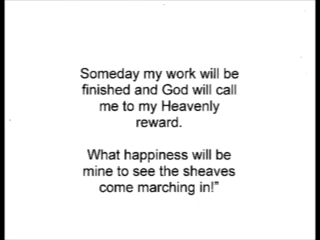 Someday my work will be
finished and God will call
me to my Heavenly
reward.
What happiness will be
mine to see the sheaves
come marching in!”